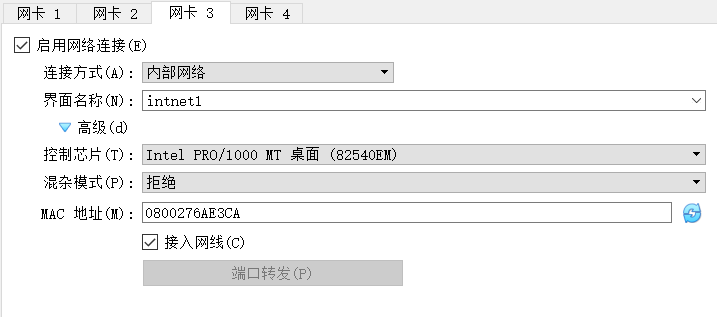 网卡 1 网卡 2 网卡 3 网卡 4
启用网络连接(E)
连接方式(A): 内部网络
界面名称(N): intnet1
高级(d)
控制芯片(T): Intel PRO/1000 MT 桌面 (82540EM)
混杂模式(P): 拒绝
MAC 地址(M): 0800276AE3CA
接入网线(C)
端口转发(P)